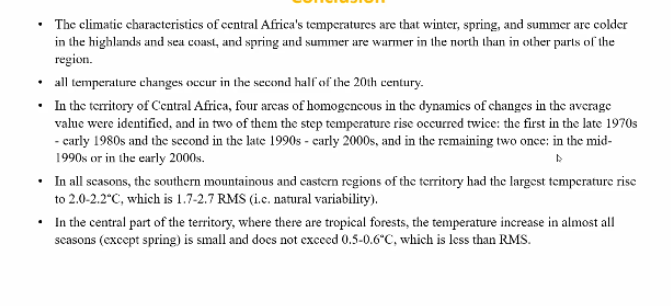 Conclusion
• The climatic characteristics of central Africa's temperatures are that winter, spring, and summer are colder
in the highlands and sea coast, and spring and summer are warmer in the north than in other parts of the
region.
• all temperature changes occur in the second half of the 20th century.
• In the territory of Central Africa, four areas of homogeneous in the dynamics of changes in the average
value were identified, and in two of them the step temperature rise occurred twice: the first in the late 1970s
- early 1980s and the second in the late 1990s - early 2000s, and in the remaining two once: in the mid-
1990s or in the early 2000s.
• In all seasons, the southern mountainous and eastern regions of the territory had the largest temperature rise
to 2.0-2.2°C, which is 1.7-2.7 RMS (i.e. natural variability).
• In the central part of the territory, where there are tropical forests, the temperature increase in almost all
seasons (except spring) is small and does not exceed 0.5-0.6°C, which is less than RMS.